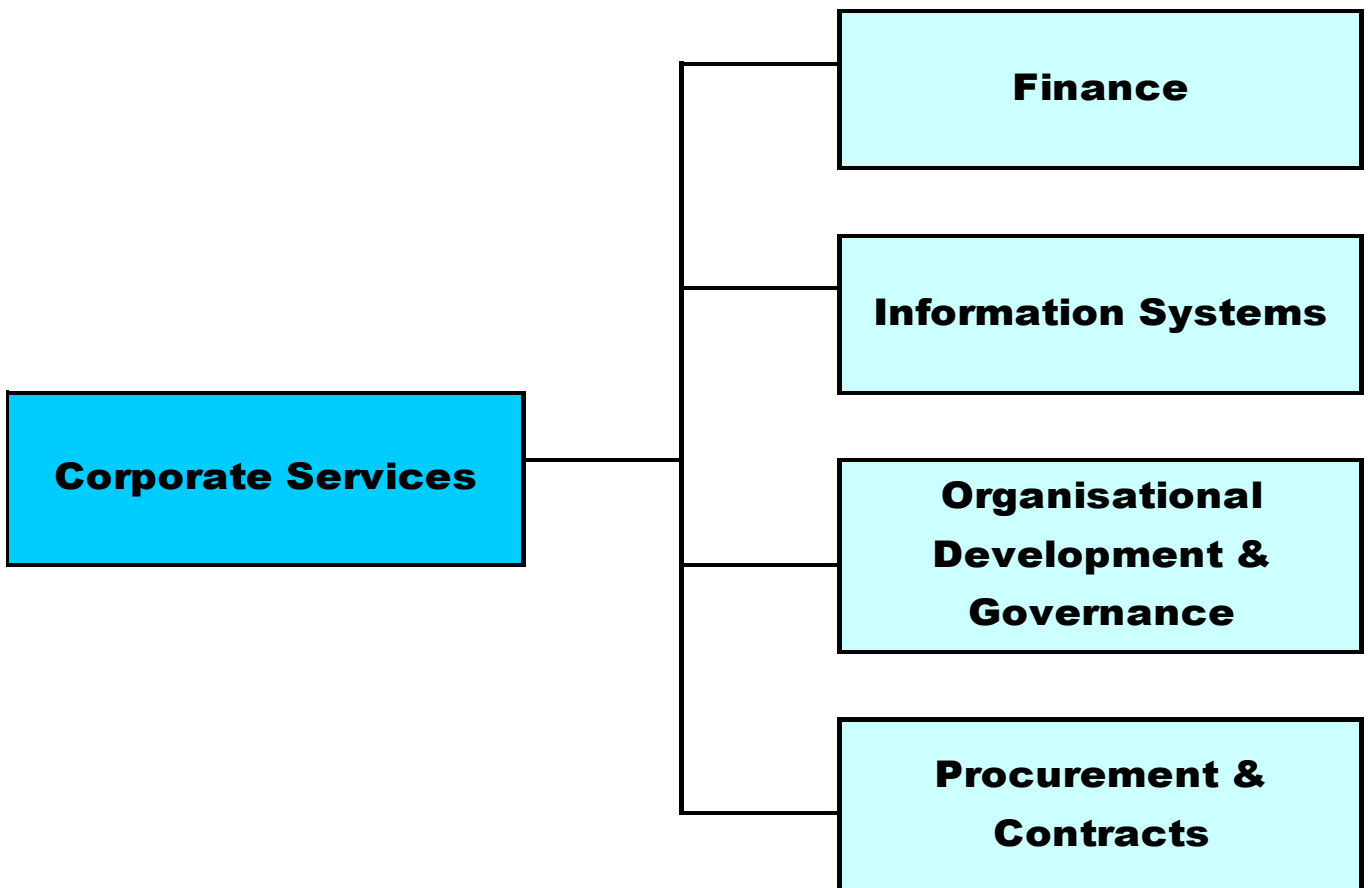 Finance
Information Systems
Corporate Services
Organisational
Development &
Governance
Procurement &
Contracts